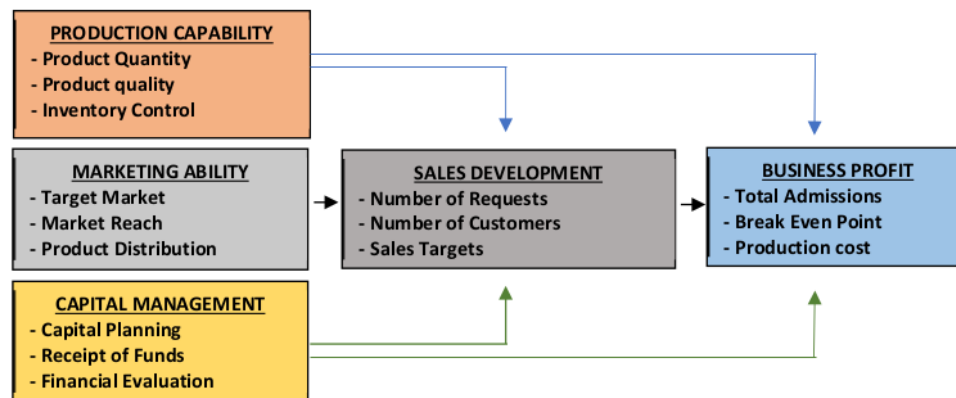 PRODUCTION CAPABILITY
- Product Quantity
- Product quality
- Inventory Control
MARKETING ABILITY
- Target Market
- Market Reach
- Product Distribution
CAPITAL MANAGEMENT
- Capital Planning
- Receipt of Funds
- Financial Evaluation
SALES DEVELOPMENT
- Number of Requests
- Number of Customers
- Sales Targets
BUSINESS PROFIT
- Total Admissions
- Break Even Point
- Production cost